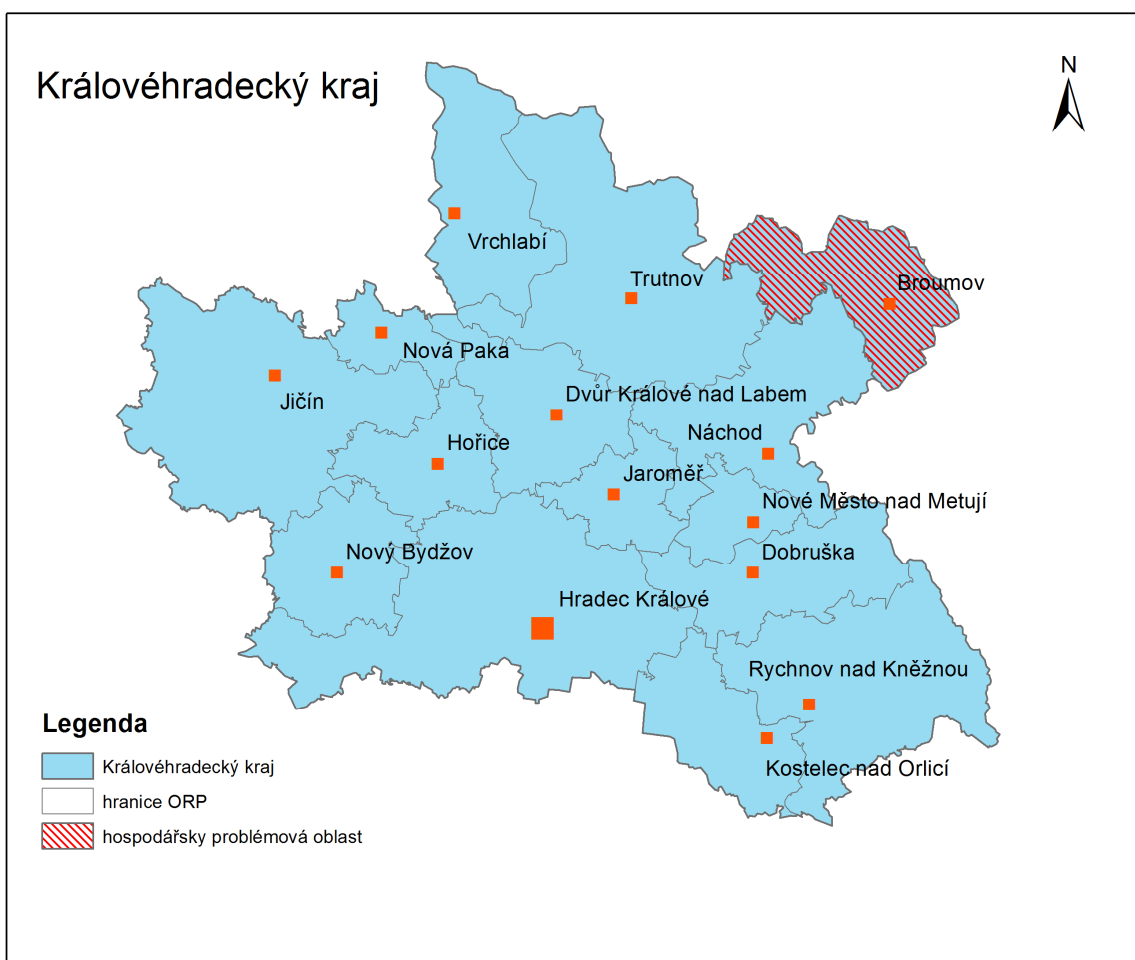 Královéhradecký kraj
N
Vrchlabí
Trutnov
Broumov
Nová Paka
Jičín
Dvůr Králové nad Labem
Náchod
Hořice
Jaroměř
Nové Město nad Metují
Nový Bydžov
Dobruška
Hradec Králové
Rychnov nad Kněžnou
Kostelec nad Orlicí
Legenda
Královéhradecký kraj
hranice ORP
hospodářsky problémová oblast